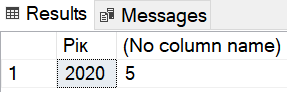 Results Messages
Рік (No column name)
1 2020 5